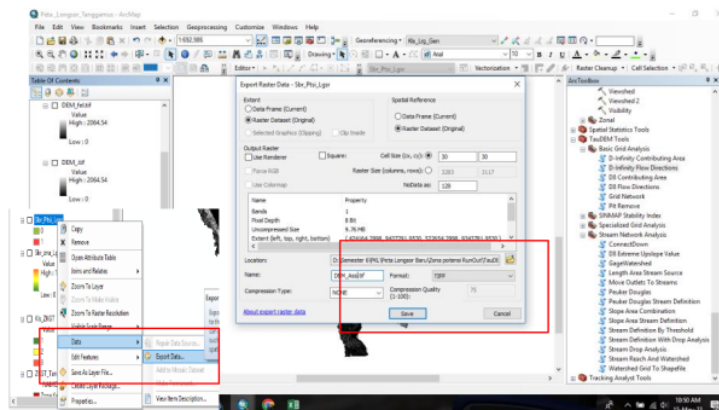 Peta_Longsor_Tanggamus - ArcMap
File Edit View Bookmarks Insert Selection Geoprocessing Customize Windows Help
1:692,986
Georeferencing
Drawing
Arial
10
B I U A
Editor
Vectorization
Raster Cleanup Cell Selection
Table Of Contents
DEM_fel.tif
Value
High : 2064,54
Low : 0
Value
High : 2064,54
Low : 0
Copy
Remove
Open Attribute Table
Joins and Relates
Zoom To Layer
Zoom To Make Visible
Zoom To Raster Resolution
Visible Scale Range
Data
Edit Features
Save As Layer File...
Create Layer Package...
Properties...
Repair Data Source...
Export Data...
Add to Mosaic Dataset
View Item Description...
Export Raster Data - Sbr_Ptsi_Lgsr
Extent
Data Frame (Current)
Raster Dataset (Original)
Selected Graphics (Clipping)
Clip Inside
Spatial Reference
Data Frame (Current)
Raster Dataset (Original)
Output Raster
Use Renderer
Square:
Cell Size (cx, cy):
30
30
Force RGB
Raster Size (columns, rows):
3117
Use Colormap
NoData as:
128
Name Property
Bands 1
Pixel Depth 8 Bit
Uncompressed Size 9.76 MB
Extent (left, top, right, bottom)
Location:
Name:
Format:
TIFF
Compression Type:
NONE
Compression Quality (1-100):
75
About export raster data
Save
Cancel
ArcToolbox
Viewshed
Viewshed 2
Visibility
Zonal
Spatial Statistics Tools
TauDEM Tools
Basic Grid Analysis
D-Infinity Contributing Area
D-Infinity Flow Directions
D8 Contributing Area
D8 Flow Directions
Grid Network
Pit Remove
SINMAP Stability Index
Specialized Grid Analysis
Stream Network Analysis
ConnectDown
D8 Extreme Upslope Value
GageWatershed
Length Area Stream Source
Move Outlets To Streams
Peuker Douglas
Peuker Douglas Stream Definition
Slope Area Combination
Slope Area Stream Definition
Stream Definition By Threshold
Stream Definition With Drop Analysis
Stream Drop Analysis
Stream Reach And Watershed
Watershed Grid To Shapefile
Tracking Analyst Tools
10:50 AM